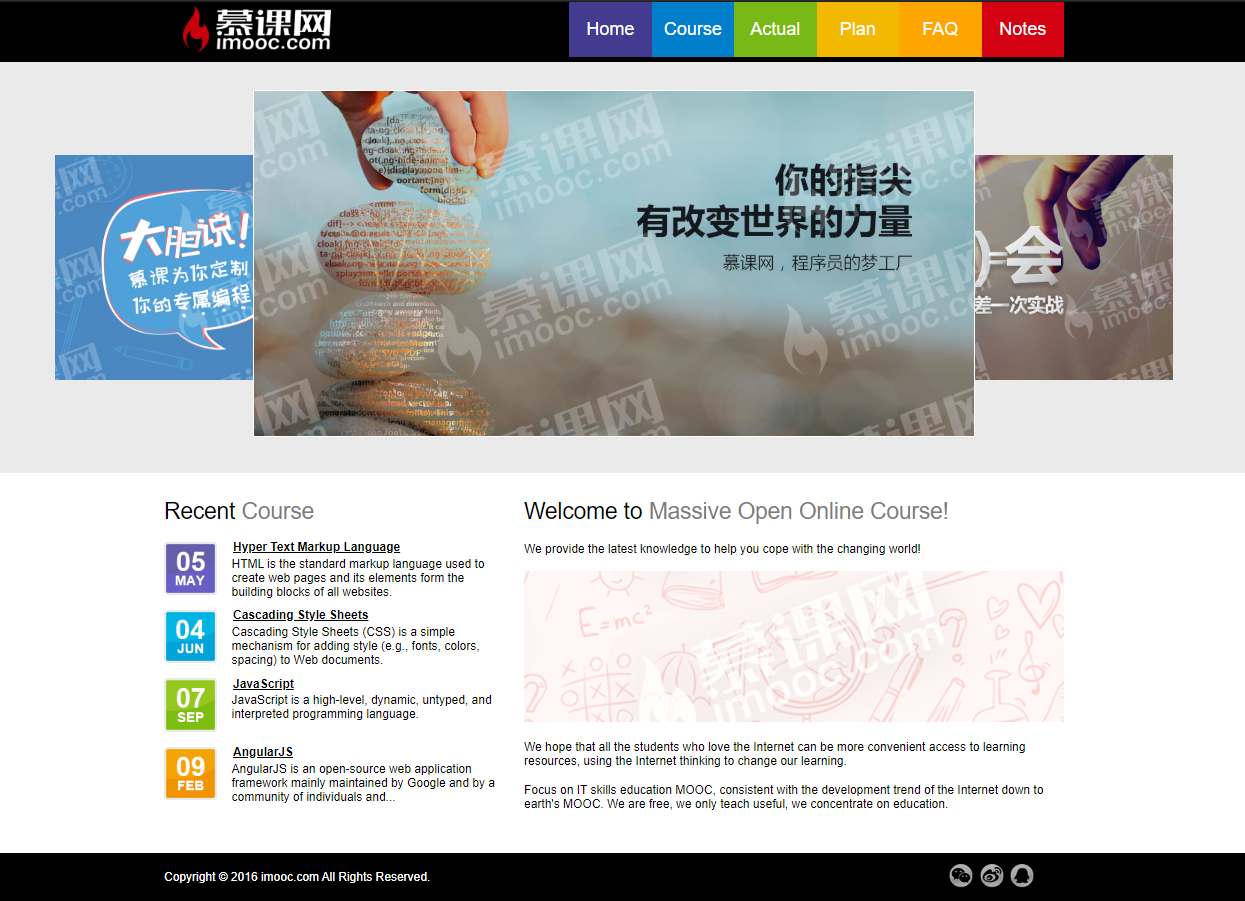 慕课网
imooc.com
Home Course Actual Plan FAQ Notes
大胆说!
慕课为你定制
你的专属编程
你的指尖
有改变世界的力量
慕课网，程序员的梦工厂
)=会
差一次实战
Recent Course
05
MAY
Hyper Text Markup Language
HTML is the standard markup language used to
create web pages and its elements form the
building blocks of all websites.
04
JUN
Cascading Style Sheets
Cascading Style Sheets (CSS) is a simple
mechanism for adding style (e.g., fonts, colors,
spacing) to Web documents.
07
SEP
JavaScript
JavaScript is a high-level, dynamic, untyped, and
interpreted programming language.
09
FEB
AngularJS
AngularJS is an open-source web application
framework mainly maintained by Google and by a
community of individuals and...
Welcome to Massive Open Online Course!
We provide the latest knowledge to help you cope with the changing world!
E=mc²
慕课网
imooc.com
We hope that all the students who love the Internet can be more convenient access to learning
resources, using the Internet thinking to change our learning.
Focus on IT skills education MOOC, consistent with the development trend of the Internet down to
earth's MOOC. We are free, we only teach useful, we concentrate on education.
Copyright © 2016 imooc.com All Rights Reserved.